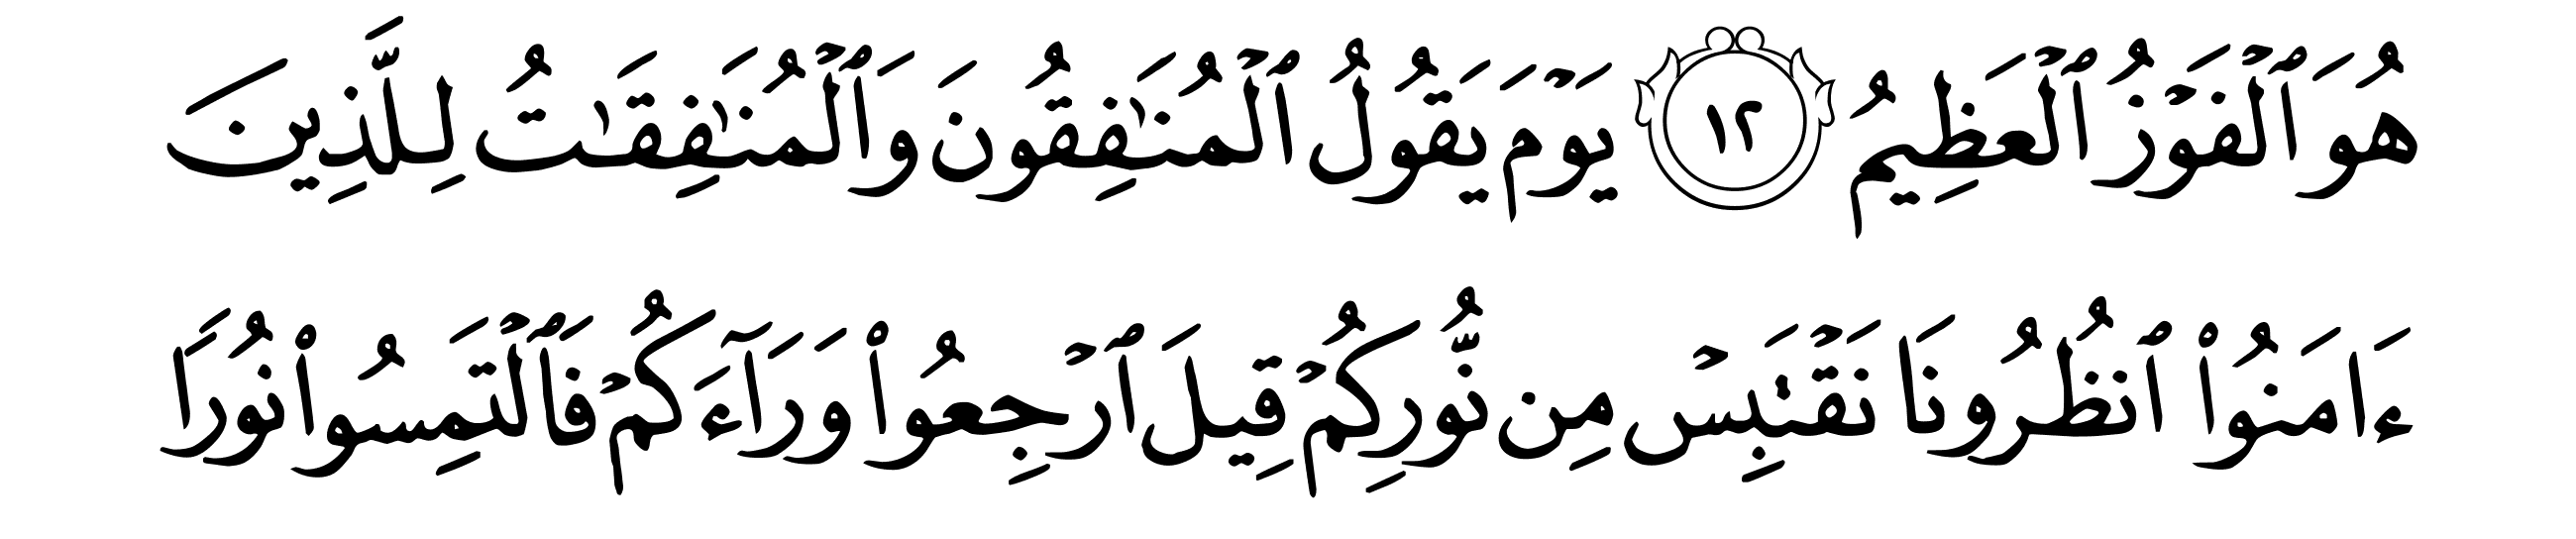 هُوَ ٱلْفَوْزُ ٱلْعَظِيمُ ١٢ يَوْمَ يَقُولُ ٱلْمُنَٰفِقُونَ وَٱلْمُنَٰفِقَٰتُ لِلَّذِينَ
ءَامَنُوا۟ ٱنظُرُونَا نَقْتَبِسْ مِن نُّورِكُمْ قِيلَ ٱرْجِعُوا۟ وَرَآءَكُمْ فَٱلْتَمِسُوا۟ نُورًا